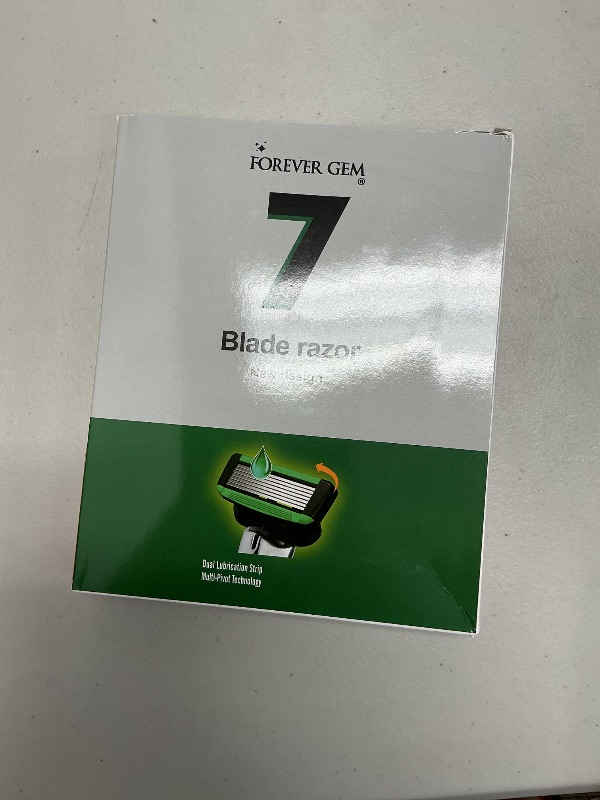 FOREVER GEM®
7
Blade razor
Dual Lubrication Strip
Multi-Pivot Technology